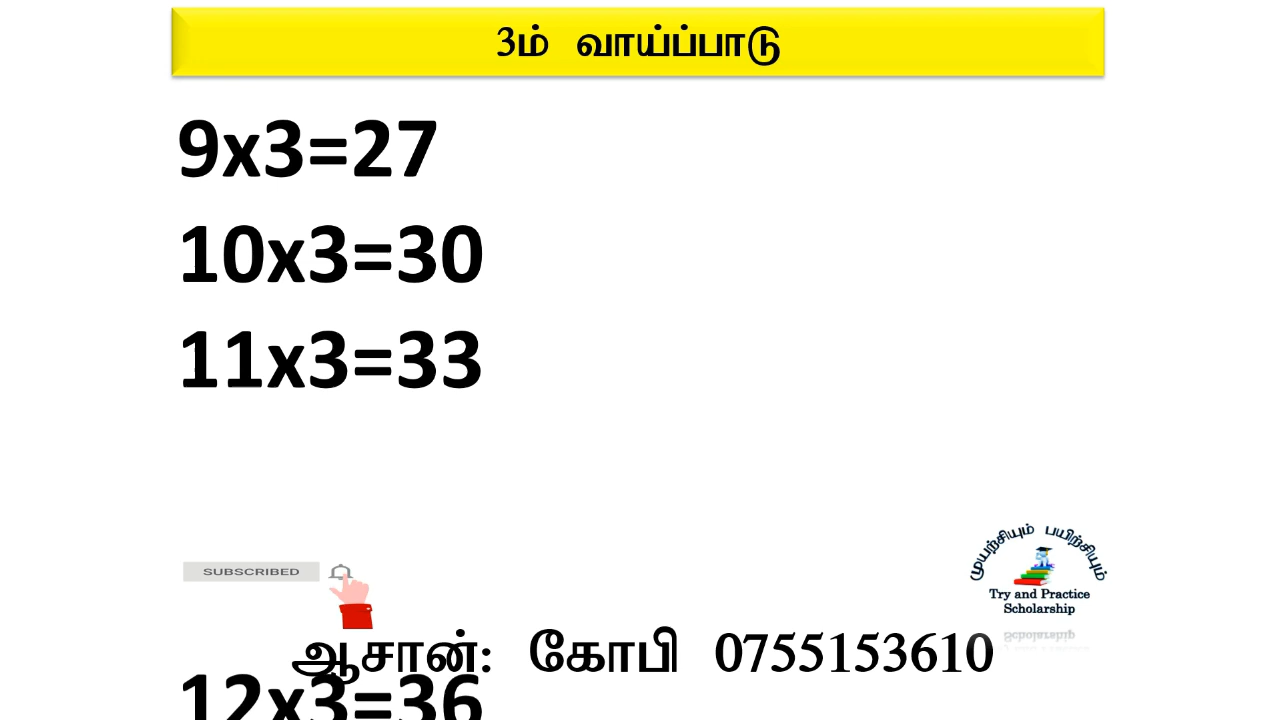 3ம் வாய்ப்பாடு
9x3=27
10x3=30
11x3=33
SUBSCRIBED
முயற்சியும் பயிற்சியும்
Try and Practice
Scholarship
ஆசான்: கோபி 0755153610
12x3=36